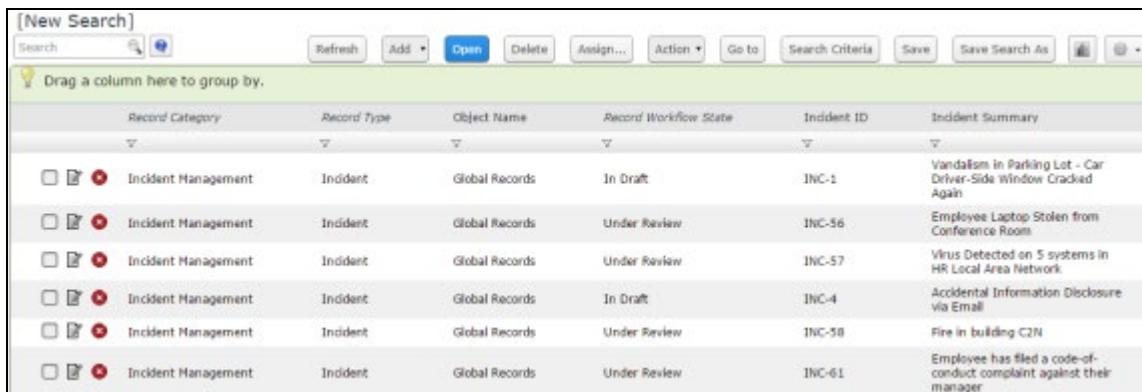 [New Search]
Search Refresh Add Open Delete Assign... Action Go to Search Criteria Save Save Search As
Drag a column here to group by.
Record Category Record Type Object Name Record Workflow State Incident ID Incident Summary
Incident Management Incident Global Records In Draft INC-1 Vandalism in Parking Lot - Car
Driver-Side Window Cracked
Again
Incident Management Incident Global Records Under Review INC-56 Employee Laptop Stolen from
Conference Room
Incident Management Incident Global Records Under Review INC-57 Virus Detected on 5 systems in
HR Local Area Network
Incident Management Incident Global Records In Draft INC-4 Accidental Information Disclosure
via Email
Incident Management Incident Global Records Under Review INC-58 Fire in building C2N
Incident Management Incident Global Records Under Review INC-61 Employee has filed a code-of-
conduct complaint against their
manager